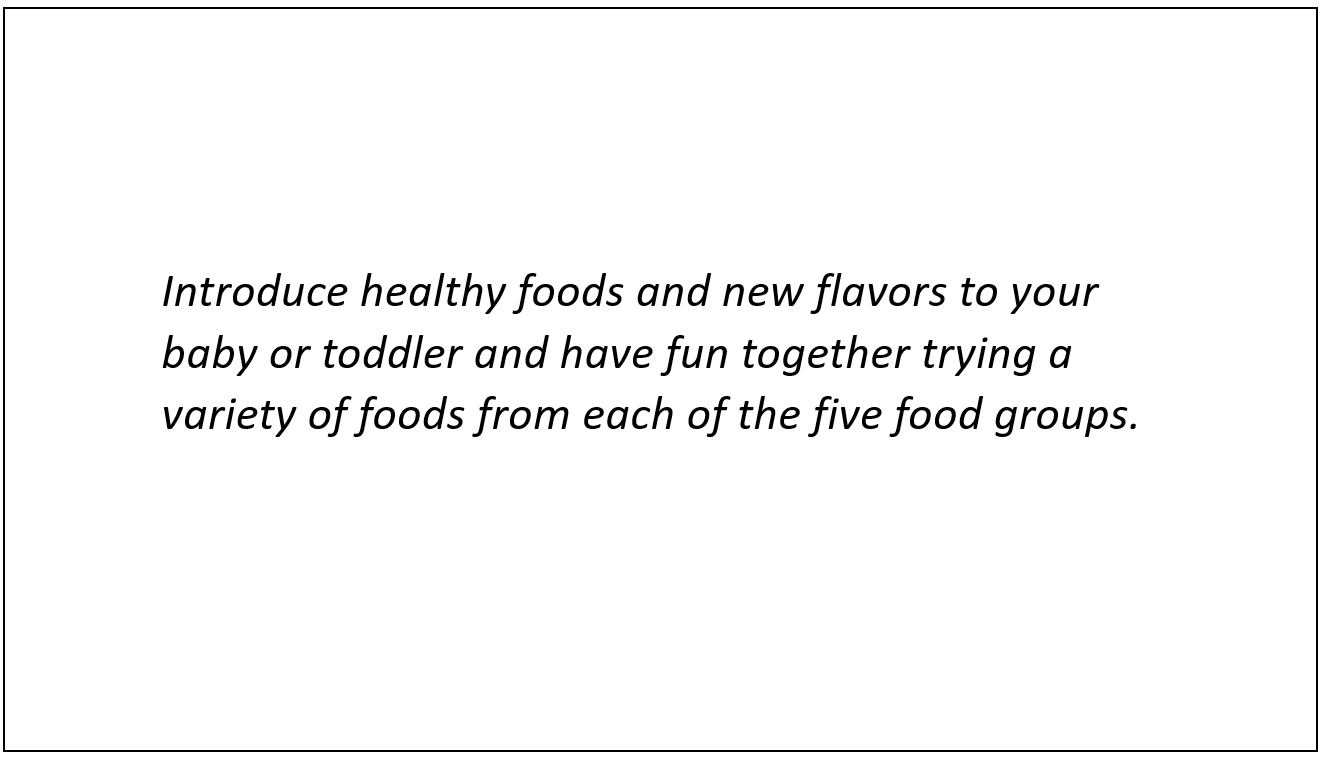 Introduce healthy foods and new flavors to your
baby or toddler and have fun together trying a
variety of foods from each of the five food groups.